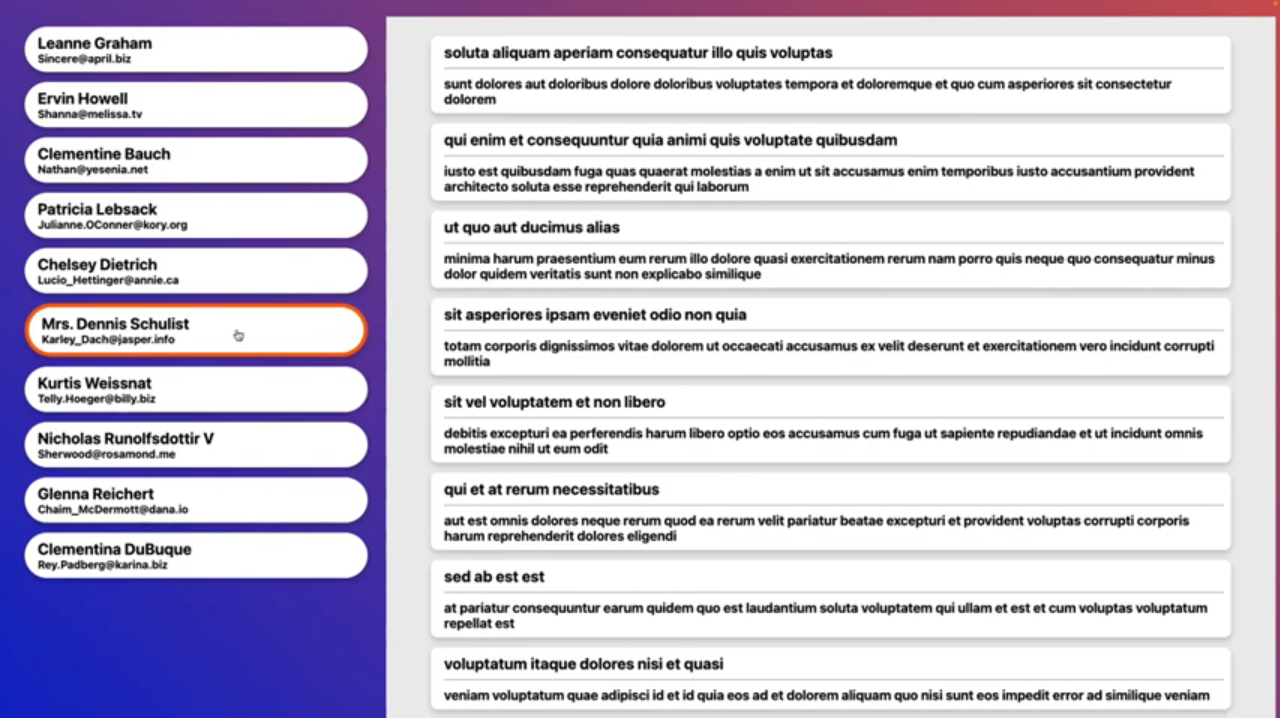 Leanne Graham
Sincere@april.biz
Ervin Howell
Shanna@melissa.tv
Clementine Bauch
Nathan@yesenia.net
Patricia Lebsack
Julianne.OConner@kory.org
Chelsey Dietrich
Lucio_Hettinger@annie.ca
Mrs. Dennis Schulist
Karley_Dach@jasper.info
Kurtis Weissnat
Telly.Hoeger@billy.biz
Nicholas Runolfsdottir V
Sherwood@rosamond.me
Glenna Reichert
Chaim_McDermott@dana.io
Clementina DuBuque
Rey.Padberg@karina.biz
soluta aliquam aperiam consequatur illo quis voluptas
sunt dolores aut doloribus dolore doloribus voluptates tempora et doloremque et quo cum asperiores sit consectetur
dolorem
qui enim et consequuntur quia animi quis voluptate quibusdam
iusto est quibusdam fuga quas quaerat molestias a enim ut sit accusamus enim temporibus iusto accusantium provident
architecto soluta esse reprehenderit qui laborum
ut quo aut ducimus alias
minima harum praesentium eum rerum illo dolore quasi exercitationem rerum nam porro quis neque quo consequatur minus
dolor quidem veritatis sunt non explicabo similique
sit asperiores ipsam eveniet odio non quia
totam corporis dignissimos vitae dolorem ut occaecati accusamus ex velit deserunt et exercitationem vero incidunt corrupti
mollitia
sit vel voluptatem et non libero
debitis excepturi ea perferendis harum libero optio eos accusamus cum fuga ut sapiente repudiandae et ut incidunt omnis
molestiae nihil ut eum odit
qui et at rerum necessitatibus
aut est omnis dolores neque rerum quod ea rerum velit pariatur beatae excepturi et provident voluptas corrupti corporis
harum reprehenderit dolores eligendi
sed ab est est
at pariatur consequuntur earum quidem quo est laudantium soluta voluptatem qui ullam et est et cum voluptas voluptatum
repellat est
voluptatum itaque dolores nisi et quasi
veniam voluptatum quae adipisci id et id quia eos ad et dolorem aliquam quo nisi sunt eos impedit error ad similique veniam